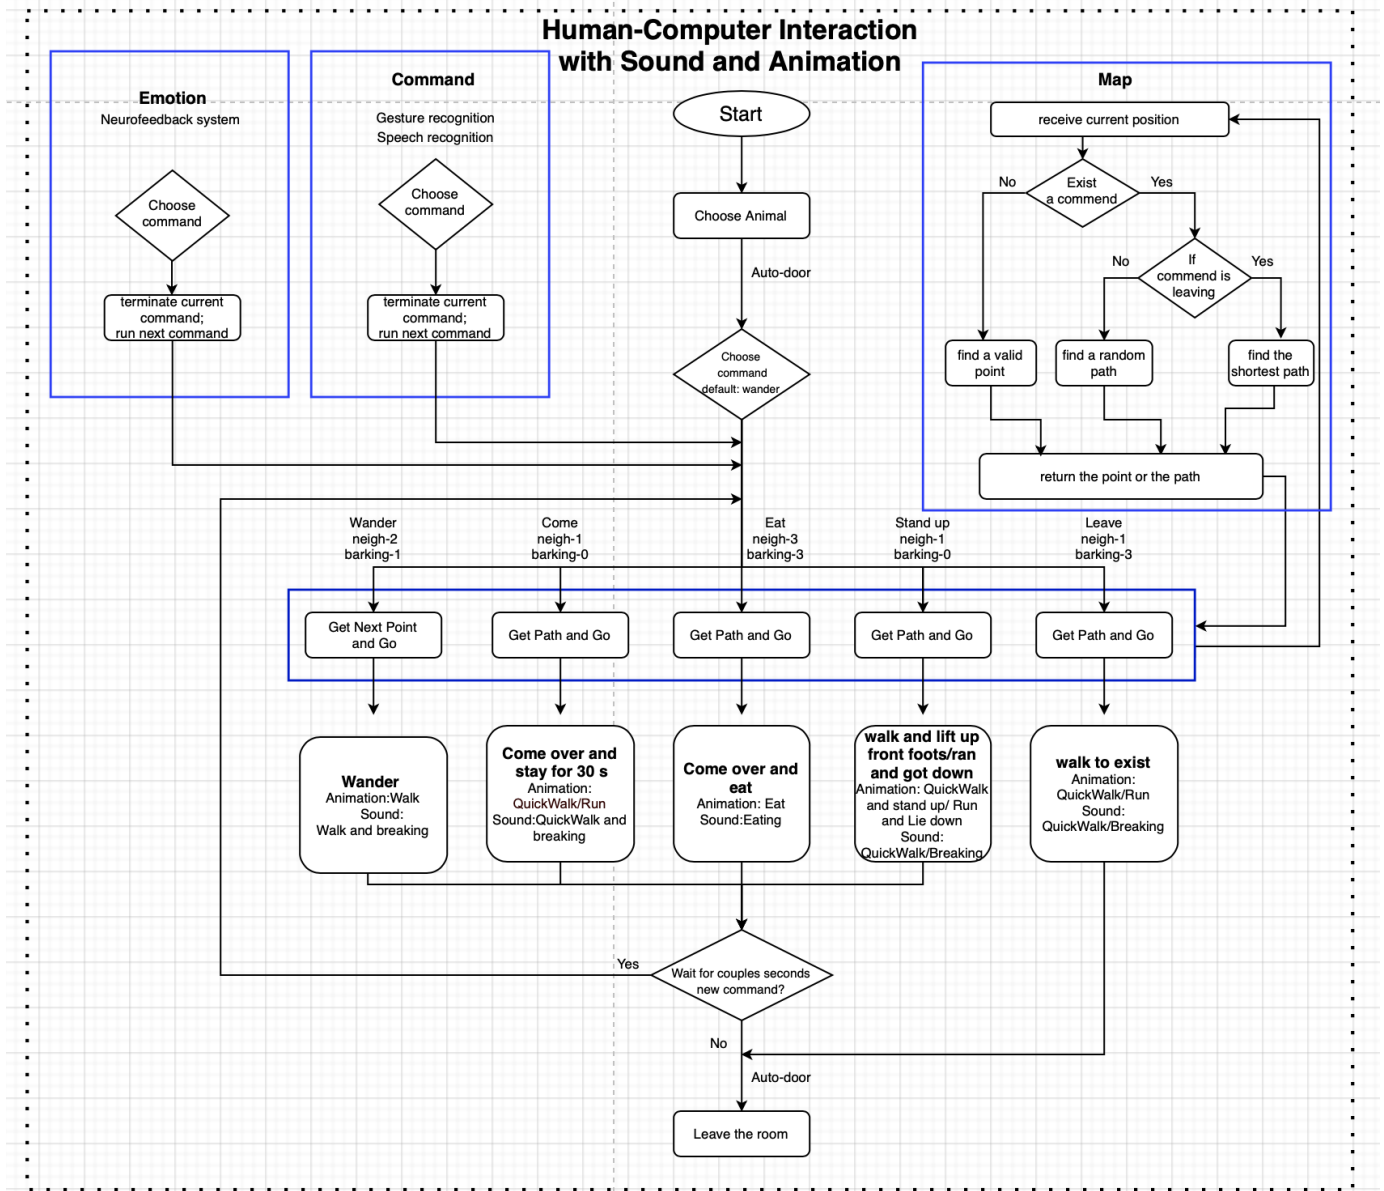 Human-Computer Interaction
with Sound and Animation
Emotion
Neurofeedback system
Choose
command
terminate current
command;
run next command
Command
Gesture recognition
Speech recognition
Choose
command
terminate current
command;
run next command
Start
Choose Animal
Auto-door
Choose
command
default: wander
Map
receive current position
Exist
a commend
No
Yes
If
commend is
leaving
No
Yes
find a valid
point
find a random
path
find the
shortest path
return the point or the path
Wander
neigh-2
barking-1
Come
neigh-1
barking-0
Eat
neigh-3
barking-3
Stand up
neigh-1
barking-0
Leave
neigh-1
barking-3
Get Next Point
and Go
Get Path and Go
Get Path and Go
Get Path and Go
Get Path and Go
Wander
Animation:Walk
Sound:
Walk and breaking
Come over and
stay for 30 s
Animation:
QuickWalk/Run
Sound:QuickWalk and
breaking
Come over and
eat
Animation: Eat
Sound:Eating
walk and lift up
front foots/ran
and got down
Animation: QuickWalk
and stand up/ Run
and Lie down
Sound:
QuickWalk/Breaking
walk to exist
Animation:
QuickWalk/Run
Sound:
QuickWalk/Breaking
Wait for couples seconds
new command?
Yes
No
Auto-door
Leave the room